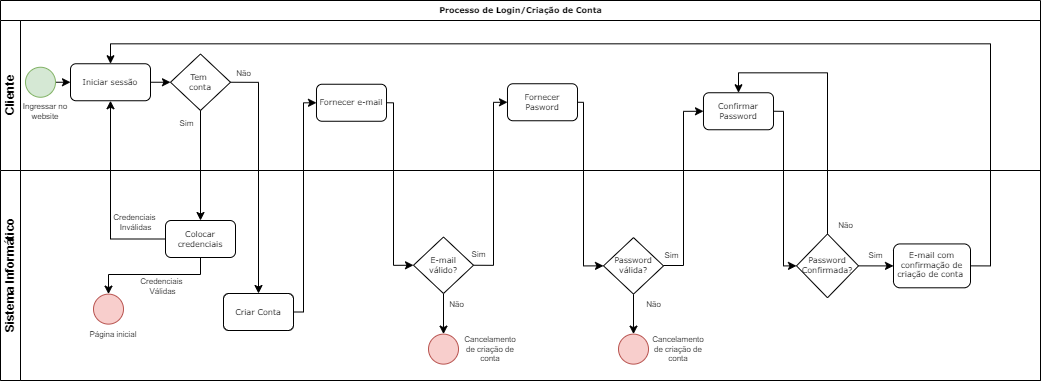 Processo de Login/Criação de Conta
Cliente
Ingressar no
website
Iniciar sessão
Tem
conta
Não
Sim
Fornecer e-mail
Fornecer
Pasword
Confirmar
Password
Sistema Informático
Credenciais
Inválidas
Colocar
credenciais
Credenciais
Válidas
Página inicial
Criar Conta
E-mail
válido?
Sim
Não
Cancelamento
de criação de
conta
Password
válida?
Sim
Não
Cancelamento
de criação de
conta
Password
Confirmada?
Não
Sim
E-mail com
confirmação de
criação de conta